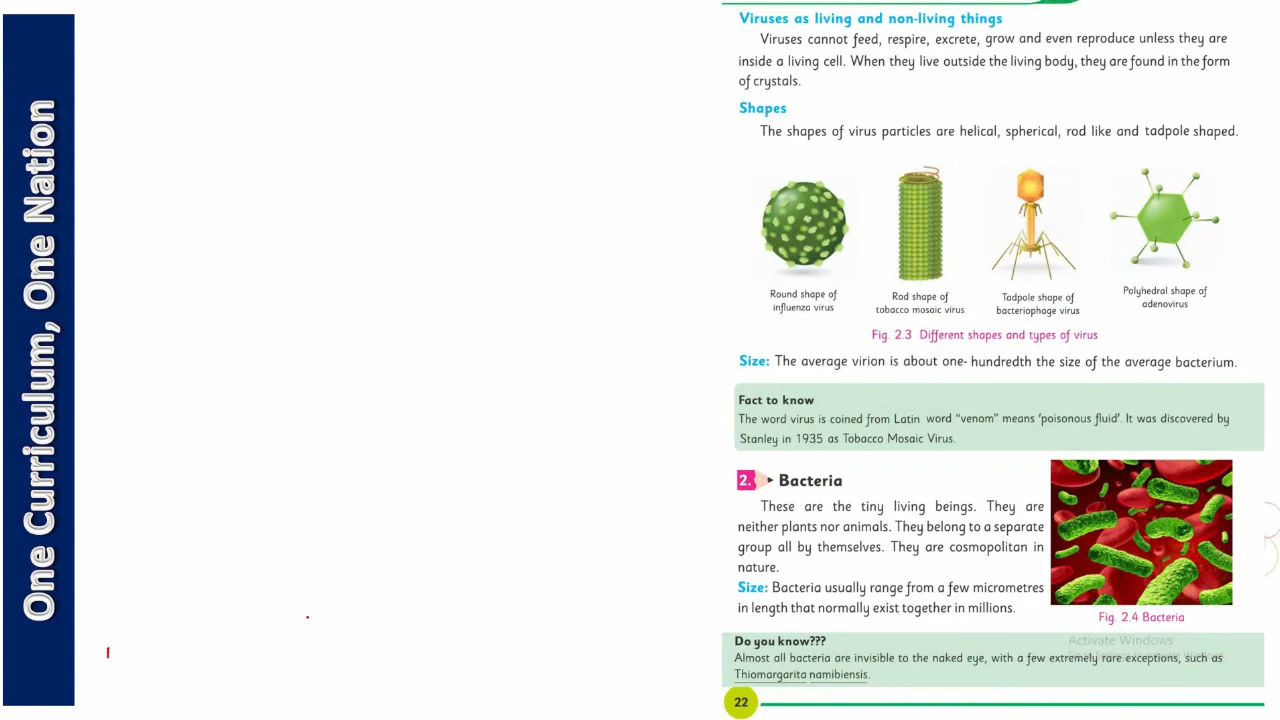 One Curriculum, One Nation
Viruses as living and non-living things
Viruses cannot feed, respire, excrete, grow and even reproduce unless they are
inside a living cell. When they live outside the living body, they are found in the form
of crystals.
Shapes
The shapes of virus particles are helical, spherical, rod like and tadpole shaped.
Round shape of
influenza virus
Rod shape of
tobacco mosaic virus
Tadpole shape of
bacteriophage virus
Polyhedral shape of
adenovirus
Fig. 2.3 Different shapes and types of virus
Size: The average virion is about one- hundredth the size of the average bacterium.
Fact to know
The word virus is coined from Latin word “venom” means 'poisonous fluid'. It was discovered by
Stanley in 1935 as Tobacco Mosaic Virus.
2. Bacteria
These are the tiny living beings. They are
neither plants nor animals. They belong to a separate
group all by themselves. They are cosmopolitan in
nature.
Size: Bacteria usually range from a few micrometres
in length that normally exist together in millions.
Fig. 2.4 Bacteria
Do you know???
Almost all bacteria are invisible to the naked eye, with a few extremely rare exceptions, such as
Thiomargarita namibiensis.
Activate Windows
22